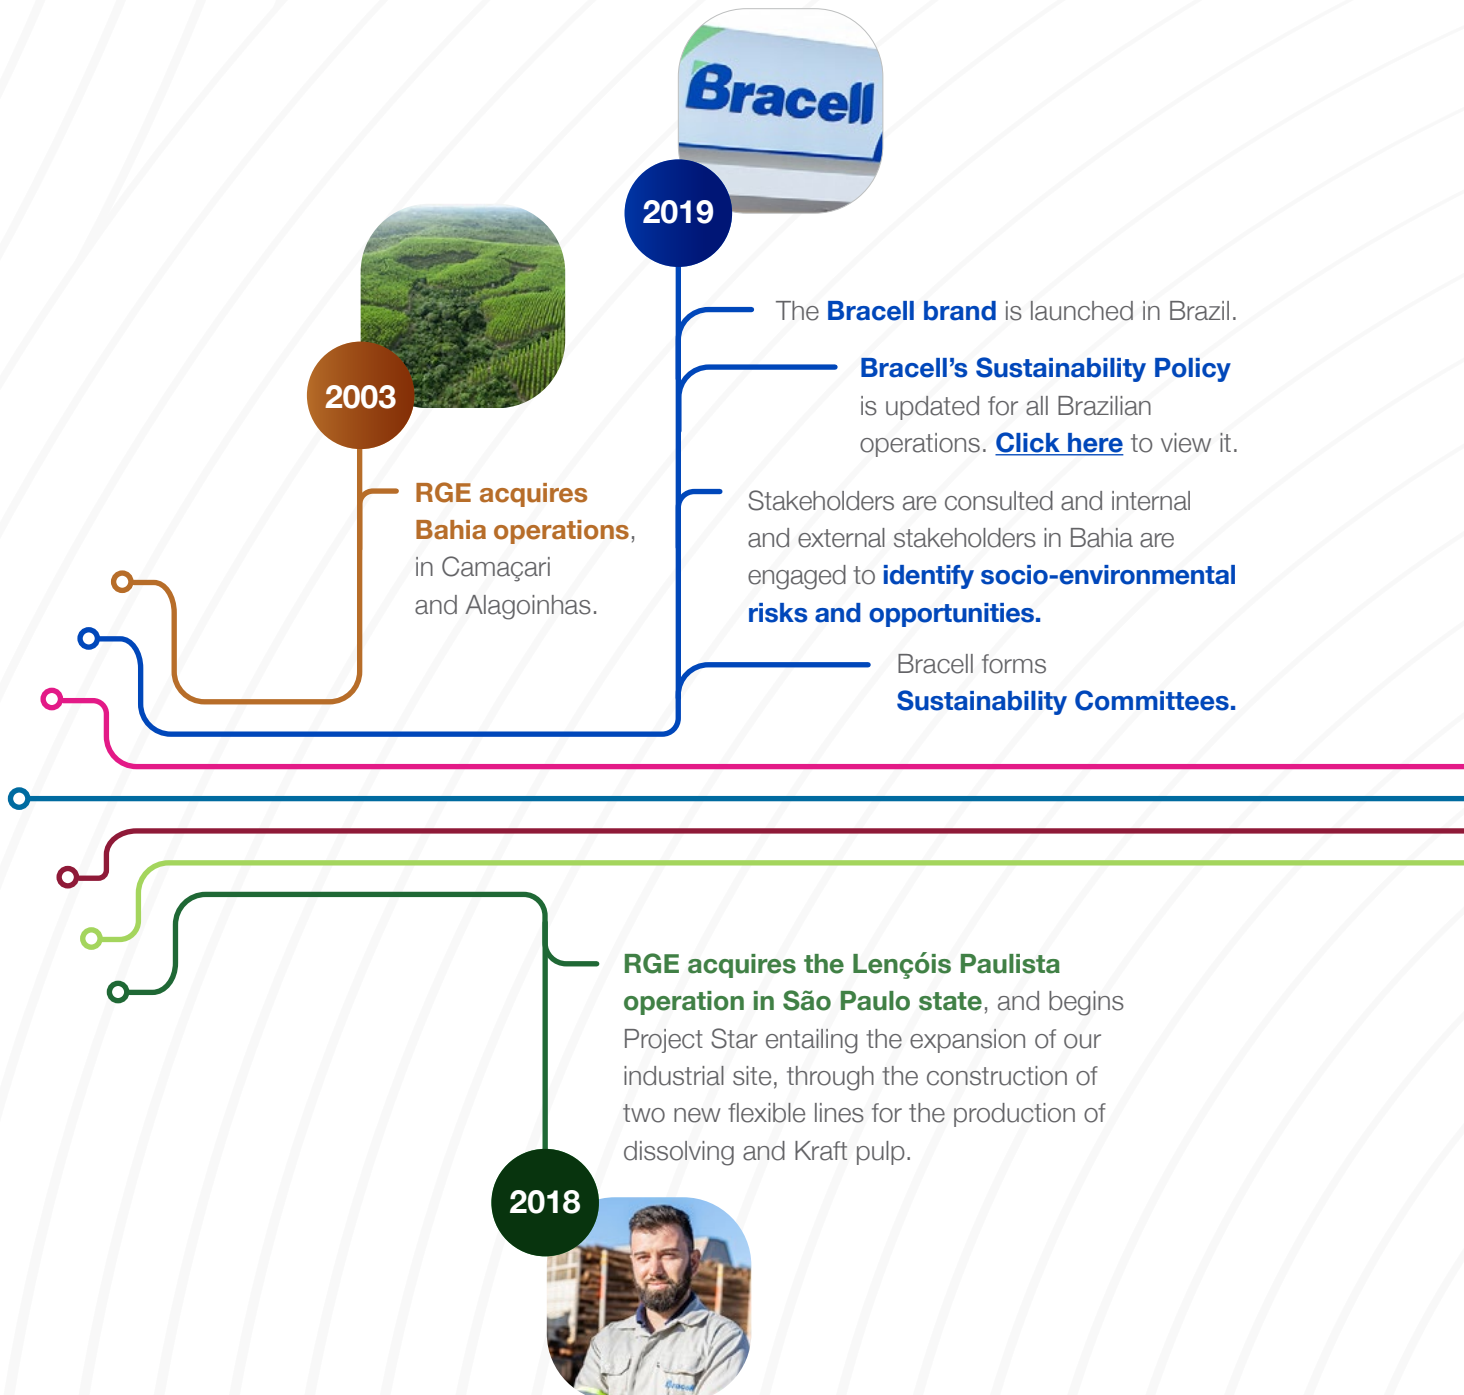 Bracell
2019
2003
The Bracell brand is launched in Brazil.
Bracell’s Sustainability Policy
is updated for all Brazilian
operations. Click here to view it.
RGE acquires
Bahia operations,
in Camaçari
and Alagoinhas.
Stakeholders are consulted and internal
and external stakeholders in Bahia are
engaged to identify socio-environmental
risks and opportunities.
Bracell forms
Sustainability Committees.
RGE acquires the Lençóis Paulista
operation in São Paulo state, and begins
Project Star entailing the expansion of our
industrial site, through the construction of
two new flexible lines for the production of
dissolving and Kraft pulp.
2018
Bracell